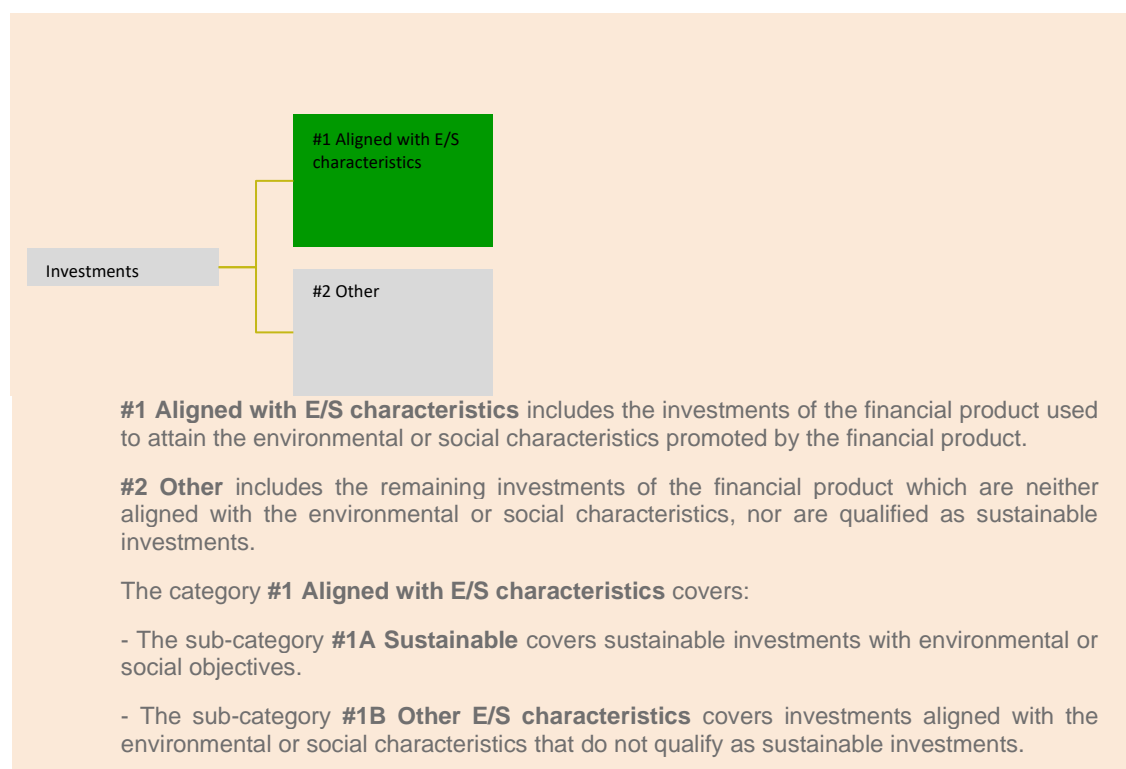 #1 Aligned with E/S
characteristics
Investments
#2 Other
#1 Aligned with E/S characteristics includes the investments of the financial product used
to attain the environmental or social characteristics promoted by the financial product.
#2 Other includes the remaining investments of the financial product which are neither
aligned with the environmental or social characteristics, nor are qualified as sustainable
investments.
The category #1 Aligned with E/S characteristics covers:
- The sub-category #1A Sustainable covers sustainable investments with environmental or
social objectives.
- The sub-category #1B Other E/S characteristics covers investments aligned with the
environmental or social characteristics that do not qualify as sustainable investments.